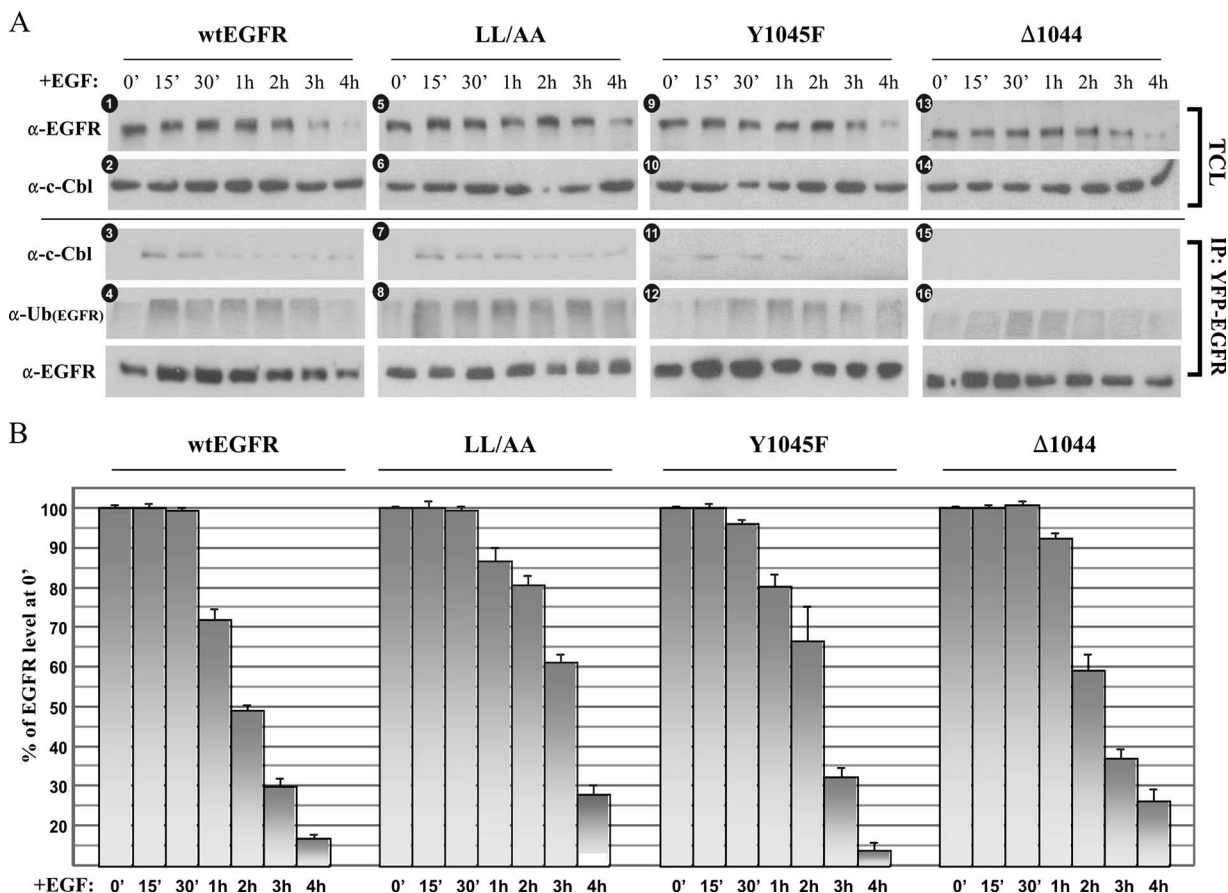 A
wtEGFR LL/AA Y1045F Δ1044
+EGF: 0' 15' 30' 1h 2h 3h 4h 0' 15' 30' 1h 2h 3h 4h 0' 15' 30' 1h 2h 3h 4h 0' 15' 30' 1h 2h 3h 4h
1 5 9 13
α-EGFR
2 6 10 14
α-c-Cbl
TCL
3 7 11 15
α-c-Cbl
4 8 12 16
α-Ub(EGFR)
α-EGFR
IP: YFP-EGFR
B
wtEGFR LL/AA Y1045F Δ1044
% of EGFR level at 0'
100
90
80
70
60
50
40
30
20
+EGF: 0' 15' 30' 1h 2h 3h 4h 0' 15' 30' 1h 2h 3h 4h 0' 15' 30' 1h 2h 3h 4h 0' 15' 30' 1h 2h 3h 4h